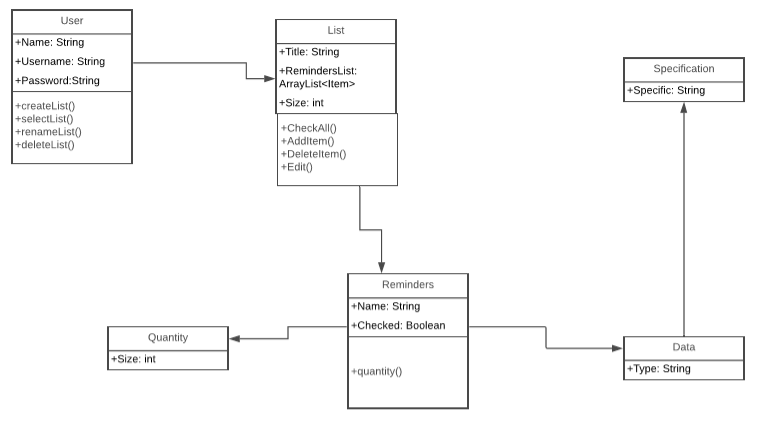 User
+Name: String
+Username: String
+Password:String
+createList()
+selectList()
+renameList()
+deleteList()
List
+Title: String
+RemindersList:
ArrayList<Item>
+Size: int
+CheckAll()
+AddItem()
+DeleteItem()
+Edit()
Specification
+Specific: String
Reminders
+Name: String
+Checked: Boolean
+quantity()
Quantity
+Size: int
Data
+Type: String